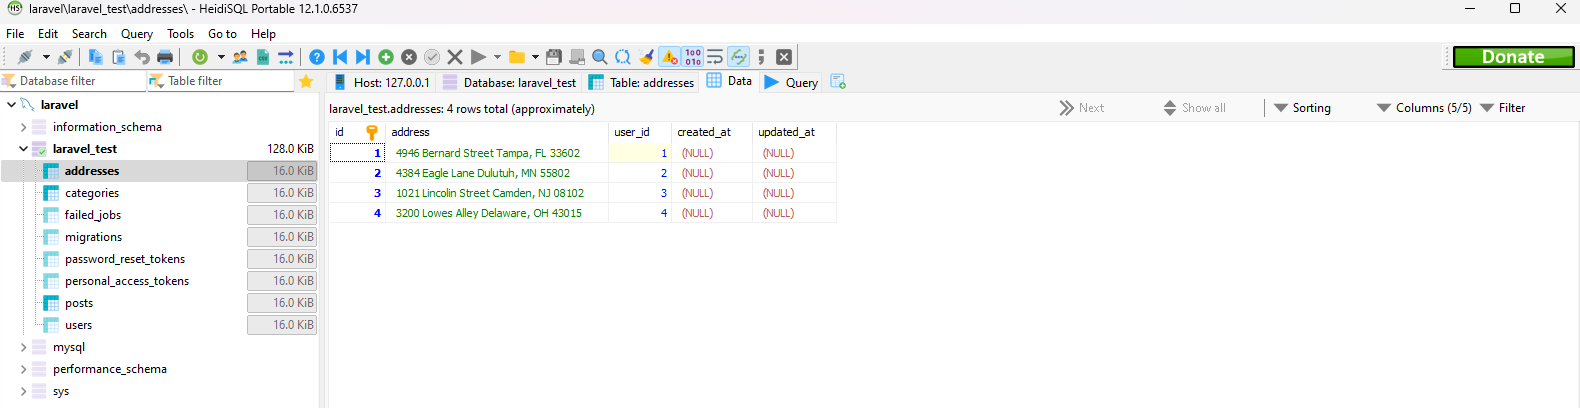 laravel\laravel_test\addresses\ - HeidiSQL Portable 12.1.0.6537
File Edit Search Query Tools Go to Help
Donate
Database filter Table filter
Host: 127.0.0.1 Database: laravel_test Table: addresses Data Query
laravel_test.addresses: 4 rows total (approximately) Next Show all Sorting Columns (5/5) Filter
laravel
information_schema
laravel_test 128.0 KiB
addresses 16.0 KiB
categories 16.0 KiB
failed_jobs 16.0 KiB
migrations 16.0 KiB
password_reset_tokens 16.0 KiB
personal_access_tokens 16.0 KiB
posts 16.0 KiB
users 16.0 KiB
mysql
performance_schema
sys
id address user_id created_at updated_at
1 4946 Bernard Street Tampa, FL 33602 1 (NULL) (NULL)
2 4384 Eagle Lane Dulutuh, MN 55802 2 (NULL) (NULL)
3 1021 Lincolin Street Camden, NJ 08102 3 (NULL) (NULL)
4 3200 Lowes Alley Delaware, OH 43015 4 (NULL) (NULL)